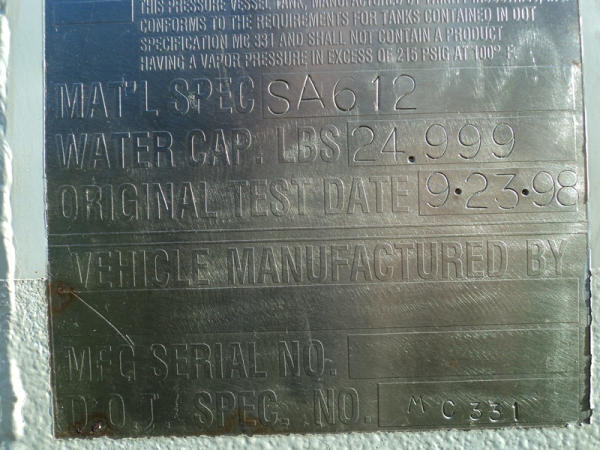 THIS PRESSURE VESSEL TANK, MANUFACTURED BY TRINITY
CONFORMS TO THE REQUIREMENTS FOR TANKS CONTAINED IN DOT
SPECIFICATION MC 331 AND SHALL NOT CONTAIN A PRODUCT
HAVING A VAPOR PRESSURE IN EXCESS OF 215 PSIG AT 100° F.
MAT'L SPEC SA612
WATER CAP. LBS 24.999
ORIGINAL TEST DATE 9·23·98
VEHICLE MANUFACTURED BY
MFG SERIAL NO.
D.O.T. SPEC. NO. MC331